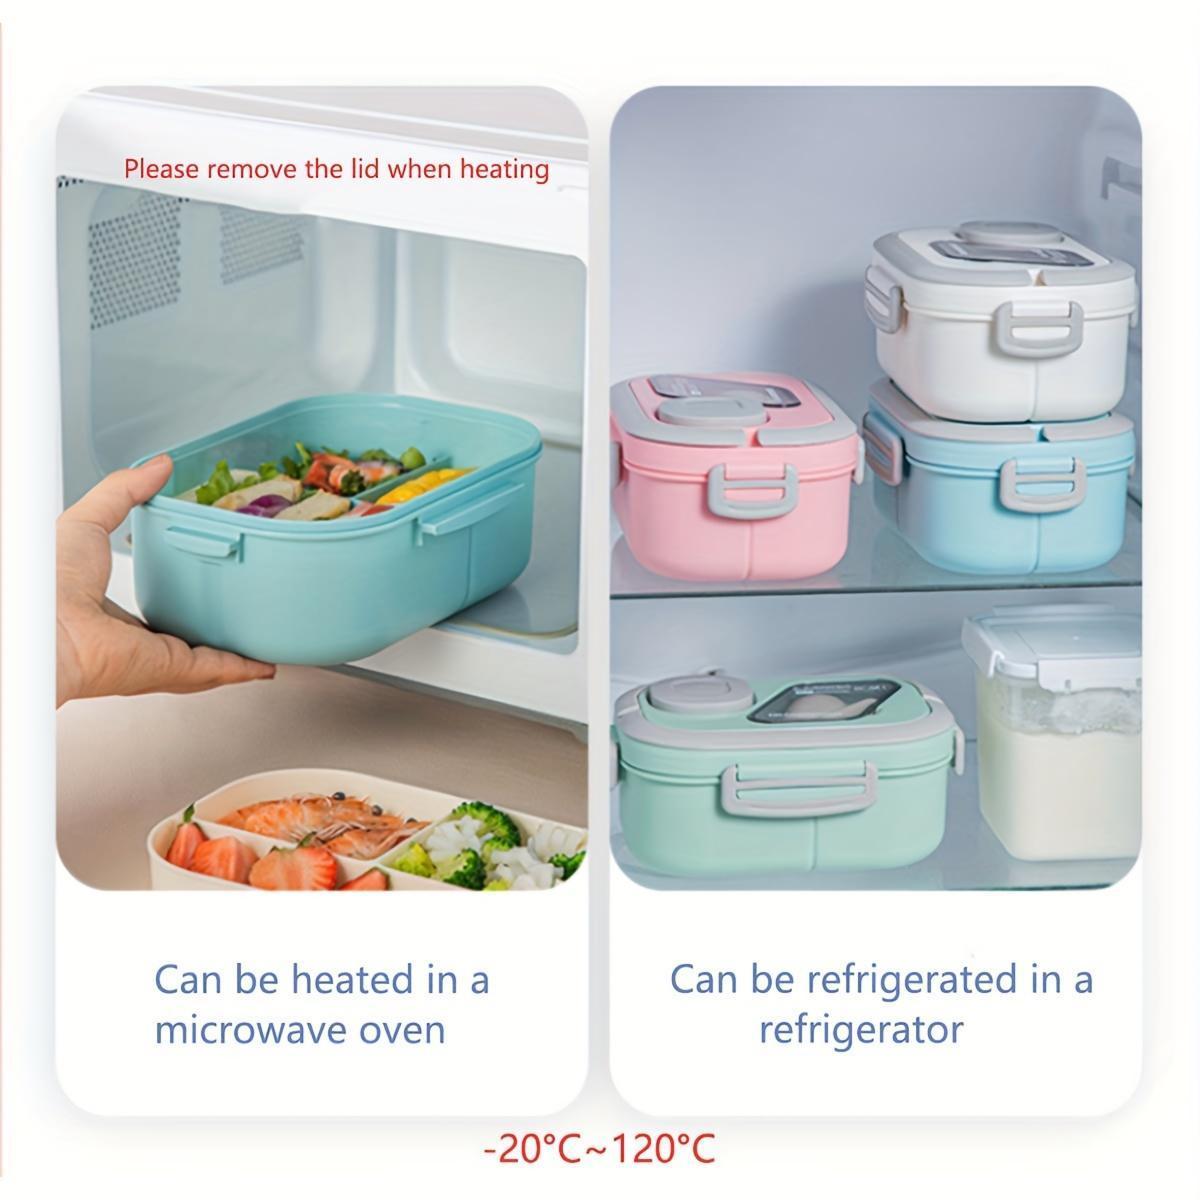 Please remove the lid when heating
Can be heated in a
microwave oven
Can be refrigerated in a
refrigerator
-20°C~120°C